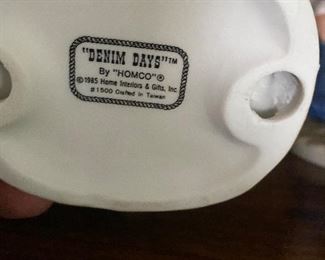 "DENIM DAYS"™
By "HOMCO"®
©1985 Home Interiors & Gifts, Inc
#1500 Crafted in Taiwan